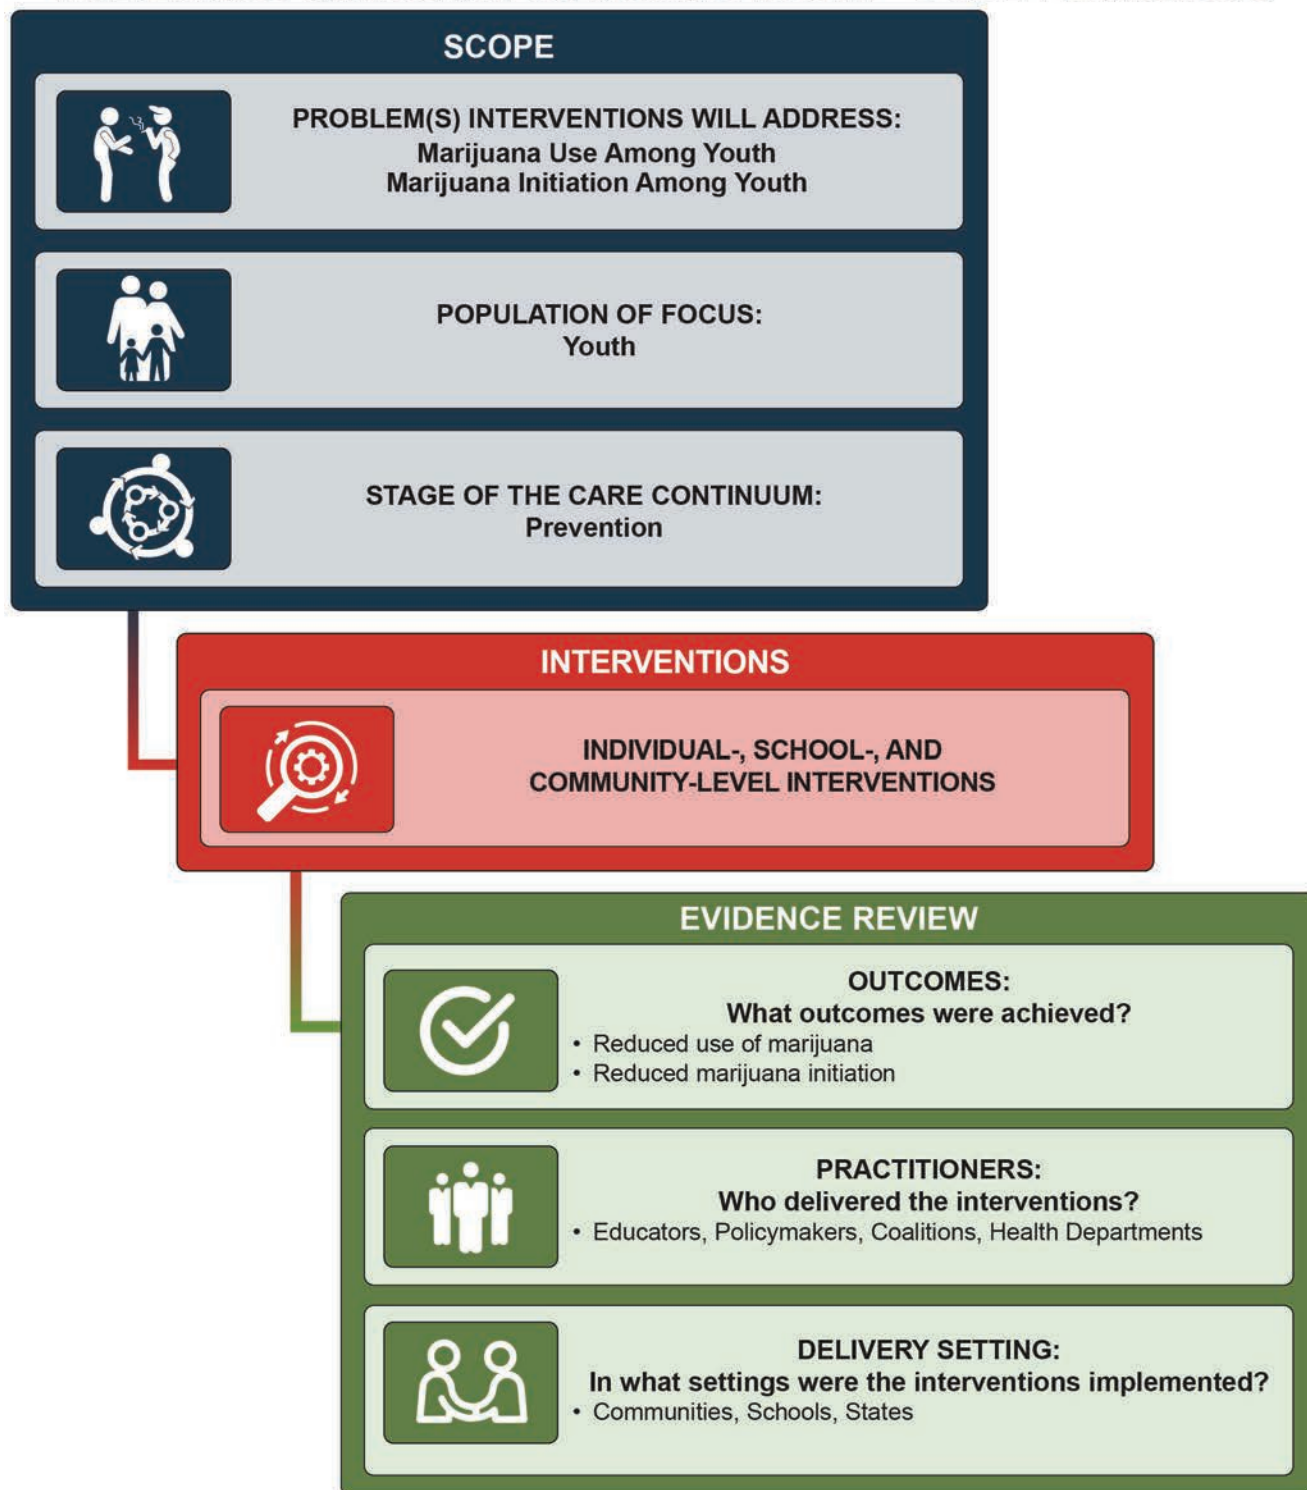 SCOPE
PROBLEM(S) INTERVENTIONS WILL ADDRESS:
Marijuana Use Among Youth
Marijuana Initiation Among Youth
POPULATION OF FOCUS:
Youth
STAGE OF THE CARE CONTINUUM:
Prevention
INTERVENTIONS
INDIVIDUAL-, SCHOOL-, AND
COMMUNITY-LEVEL INTERVENTIONS
EVIDENCE REVIEW
OUTCOMES:
What outcomes were achieved?
• Reduced use of marijuana
• Reduced marijuana initiation
PRACTITIONERS:
Who delivered the interventions?
• Educators, Policymakers, Coalitions, Health Departments
DELIVERY SETTING:
In what settings were the interventions implemented?
• Communities, Schools, States